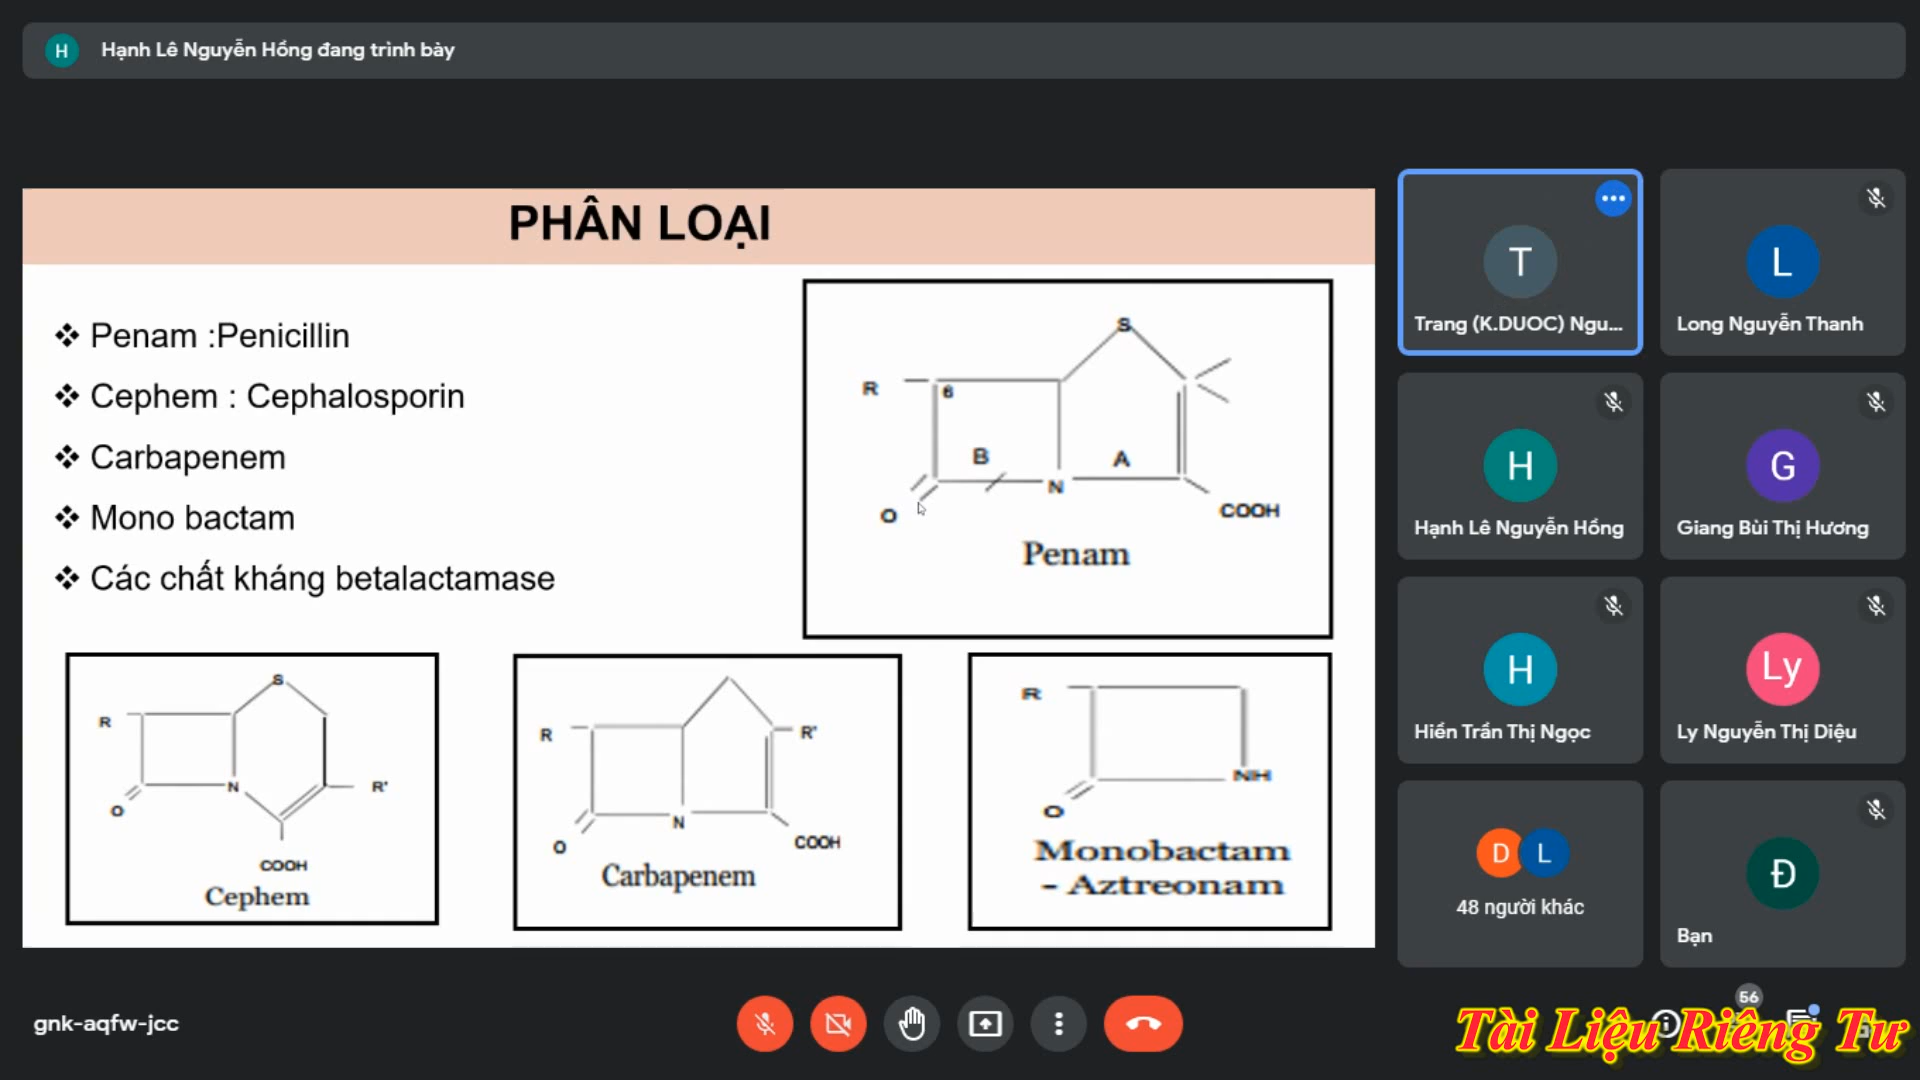 H Hạnh Lê Nguyễn Hồng đang trình bày
PHÂN LOẠI
Penam :Penicillin
Cephem : Cephalosporin
Carbapenem
Mono bactam
Các chất kháng betalactamase
S
R
6
B
A
N
O
COOH
Penam
S
R
N
R'
O
COOH
Cephem
R
R'
N
O
COOH
Carbapenem
R
NH
O
Monobactam
- Aztreonam
T
Trang (K.DUOC) Ngu...
L
Long Nguyễn Thanh
H
Hạnh Lê Nguyễn Hồng
G
Giang Bùi Thị Hương
H
Hiền Trần Thị Ngọc
Ly
Ly Nguyễn Thị Diệu
D L
48 người khác
Đ
Bạn
gnk-aqfw-jcc
56
Tài Liệu Riêng Tư